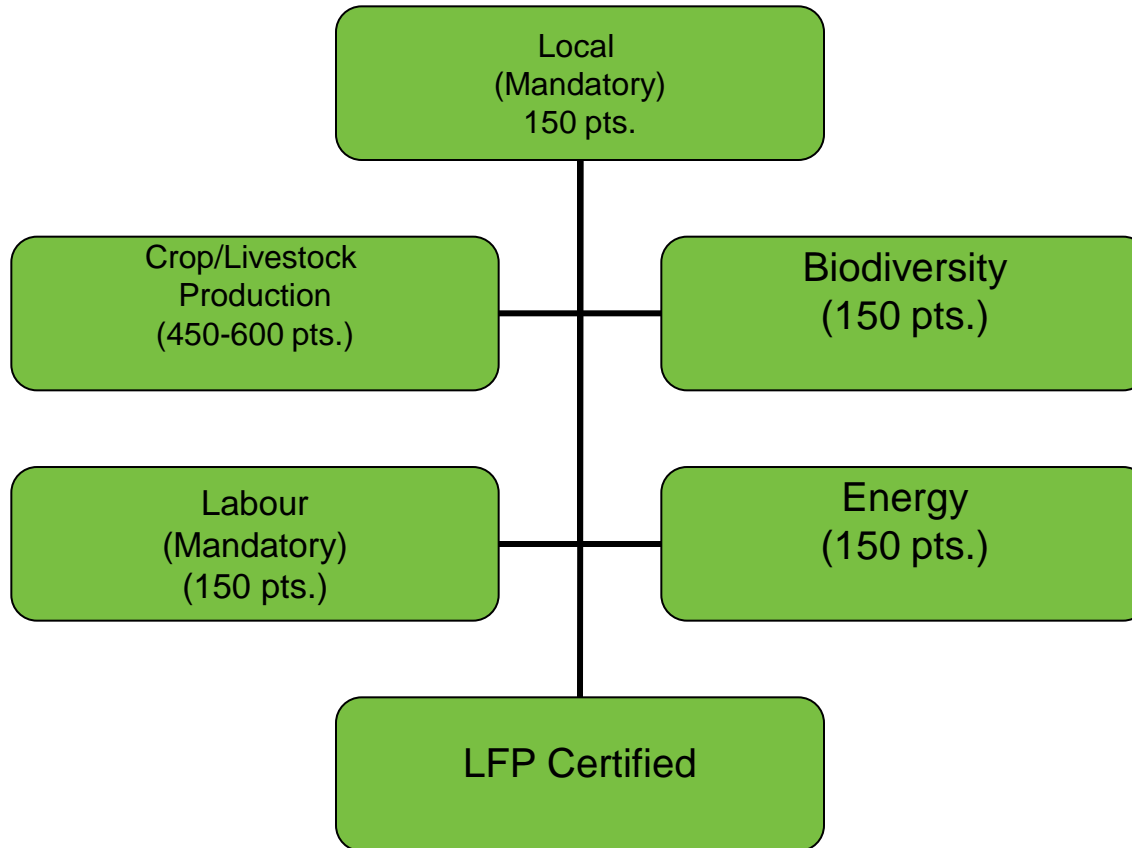 Local
(Mandatory)
150 pts.
Crop/Livestock
Production
(450-600 pts.)
Biodiversity
(150 pts.)
Labour
(Mandatory)
(150 pts.)
Energy
(150 pts.)
LFP Certified